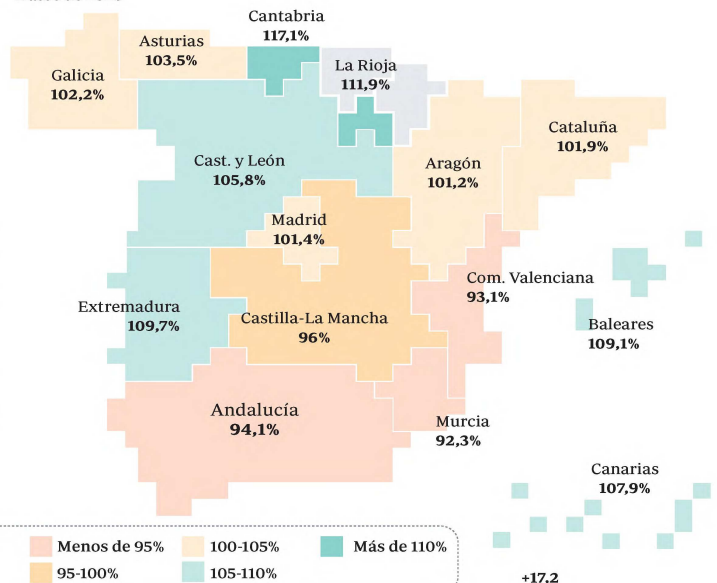 Cantabria
117,1%
Asturias
103,5%
La Rioja
111,9%
Galicia
102,2%
Cataluña
101,9%
Cast. y León
105,8%
Aragón
101,2%
Madrid
101,4%
Com. Valenciana
93,1%
Extremadura
109,7%
Castilla-La Mancha
96%
Baleares
109,1%
Andalucía
94,1%
Murcia
92,3%
Canarias
107,9%
Menos de 95%
100-105%
Más de 110%
95-100%
105-110%
+17,2